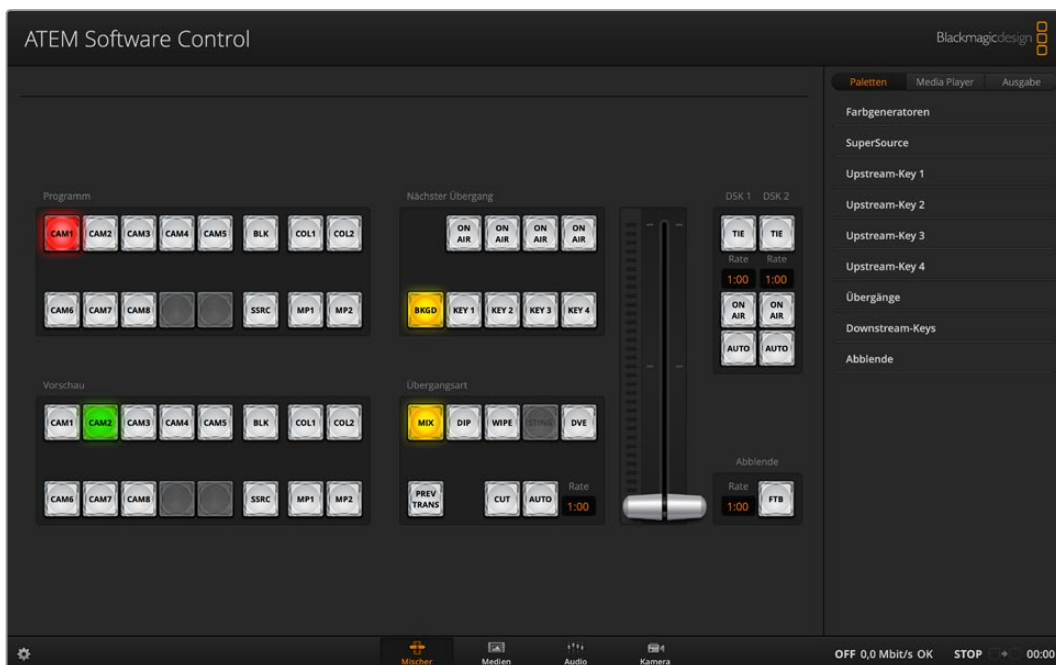 ATEM Software Control
Blackmagicdesign
Paletten Media Player Ausgabe
Farbgeneratoren
SuperSource
Upstream-Key 1
Upstream-Key 2
Upstream-Key 3
Upstream-Key 4
Übergänge
Downstream-Keys
Abblende
Programm
CAM1 CAM2 CAM3 CAM4 CAM5 BLK COL1 COL2
CAM6 CAM7 CAM8 SSRC MP1 MP2
Nächster Übergang
ON AIR ON AIR ON AIR ON AIR
BKGD KEY 1 KEY 2 KEY 3 KEY 4
DSK 1 DSK 2
TIE TIE
Rate Rate
1:00 1:00
ON AIR ON AIR
AUTO AUTO
Vorschau
CAM1 CAM2 CAM3 CAM4 CAM5 BLK COL1 COL2
CAM6 CAM7 CAM8 SSRC MP1 MP2
Übergangsart
MIX DIP WIPE STING DVE
PREV TRANS CUT AUTO Rate 1:00
Abblende
Rate
1:00 FTB
Mischer Medien Audio Kamera
OFF 0,0 Mbit/s OK STOP 00:00